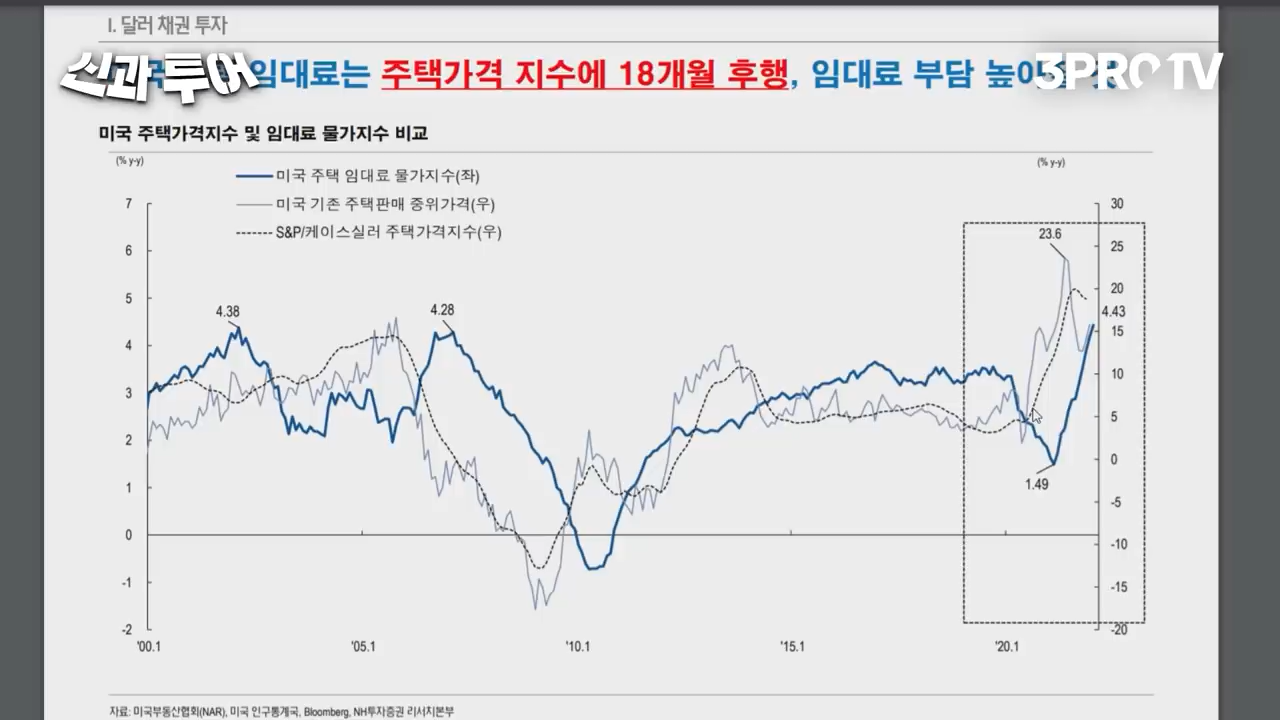 I. 달러 채권 투자
신과 투어
임대료는 주택가격 지수에 18개월 후행, 임대료 부담 높아
3PROTV
미국 주택가격지수 및 임대료 물가지수 비교
(% y-y)
(% y-y)
미국 주택 임대료 물가지수(좌)
미국 기존 주택판매 중위가격(우)
S&P/케이스실러 주택가격지수(우)
7
6
5
4
3
2
1
0
-1
-2
30
25
20
15
10
5
0
-5
-10
-15
-20
4.38
4.28
23.6
4.43
1.49
'00.1
'05.1
'10.1
'15.1
'20.1
자료: 미국부동산협회(NAR), 미국 인구통계국, Bloomberg, NH투자증권 리서치본부